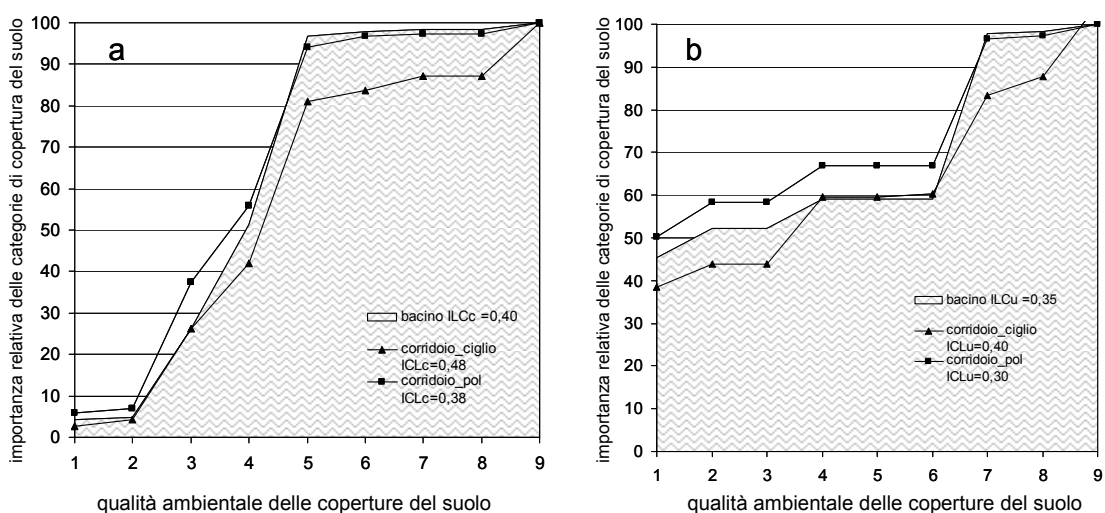 importanza relativa delle categorie di copertura del suolo
100
90
80
70
60
50
40
30
20
10
0
a
bacino ILCc =0,40
corridoio_ciglio
ICLc=0,48
corridoio_pol
ICLc=0,38
1 2 3 4 5 6 7 8 9
qualità ambientale delle coperture del suolo
importanza relativa delle categorie di copertura del suolo
100
90
80
70
60
50
40
30
20
10
0
b
bacino ILCu =0,35
corridoio_ciglio
ICLu=0,40
corridoio_pol
ICLu=0,30
1 2 3 4 5 6 7 8 9
qualità ambientale delle coperture del suolo